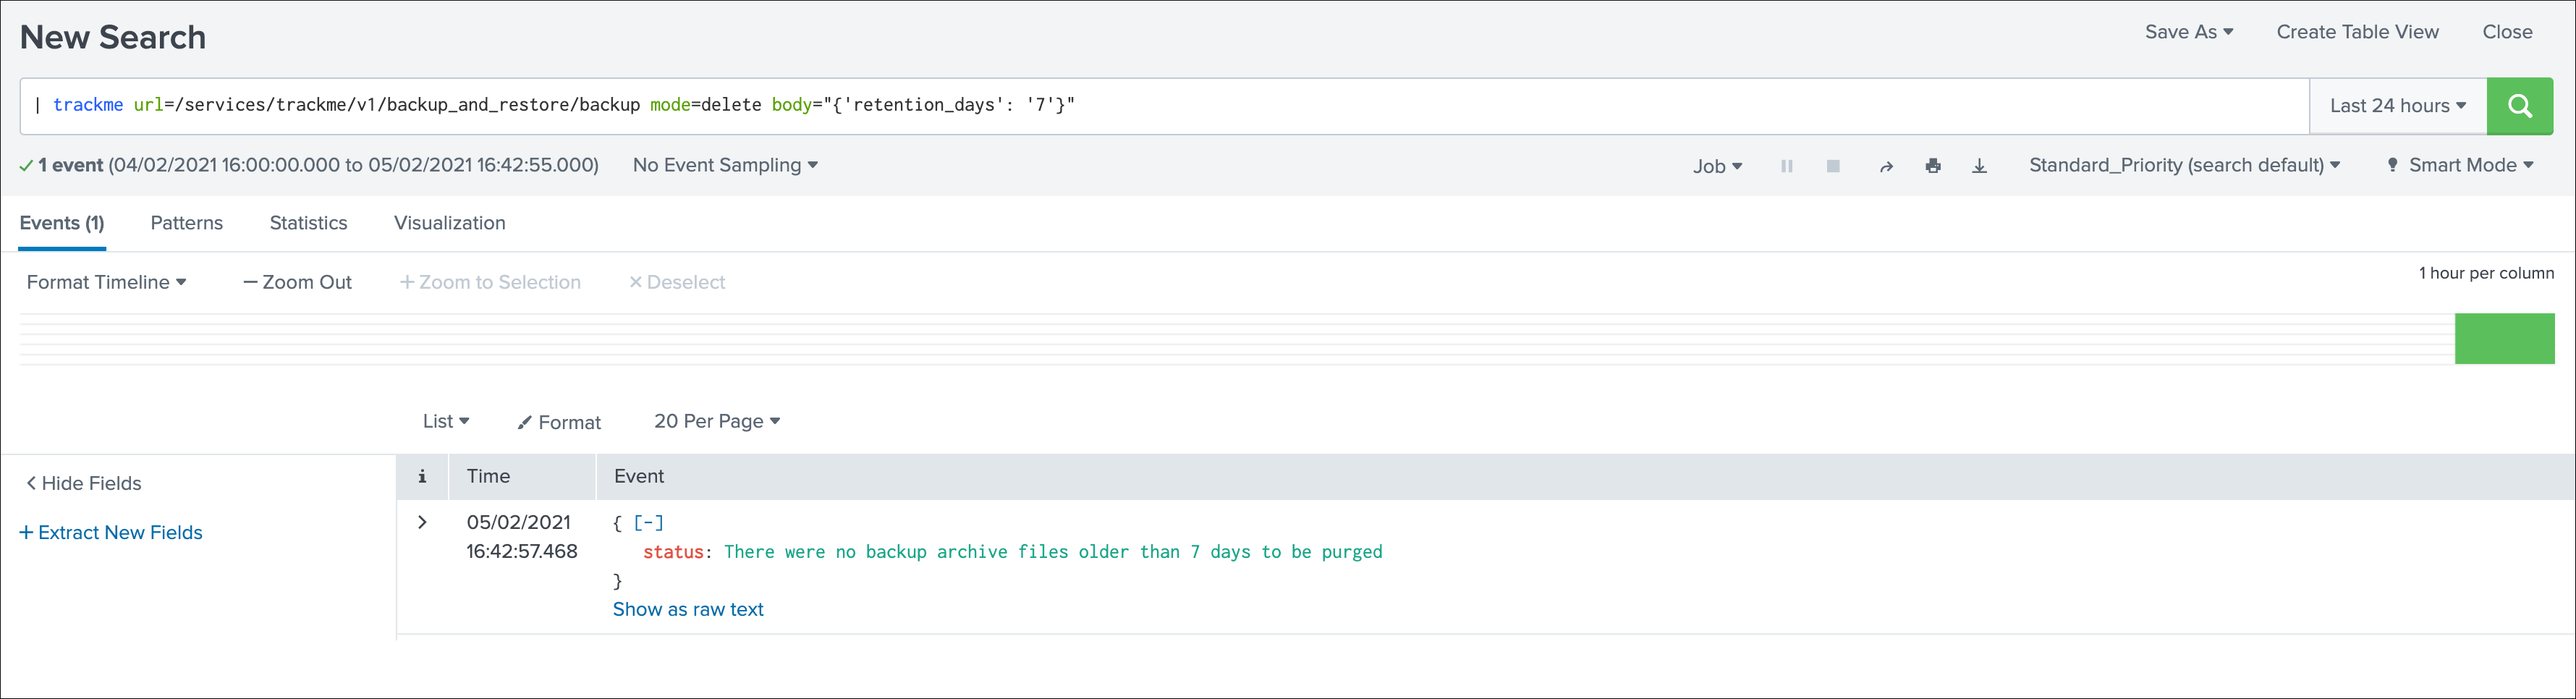 New Search
Save As Create Table View Close
| trackme url=/services/trackme/v1/backup_and_restore/backup mode=delete body="{'retention_days': '7'}"
Last 24 hours
1 event (04/02/2021 16:00:00.000 to 05/02/2021 16:42:55.000) No Event Sampling
Job Standard_Priority (search default) Smart Mode
Events (1) Patterns Statistics Visualization
Format Timeline — Zoom Out + Zoom to Selection × Deselect
1 hour per column
List Format 20 Per Page
< Hide Fields
+ Extract New Fields
i Time Event
> 05/02/2021 { [-]
16:42:57.468 status: There were no backup archive files older than 7 days to be purged
}
Show as raw text